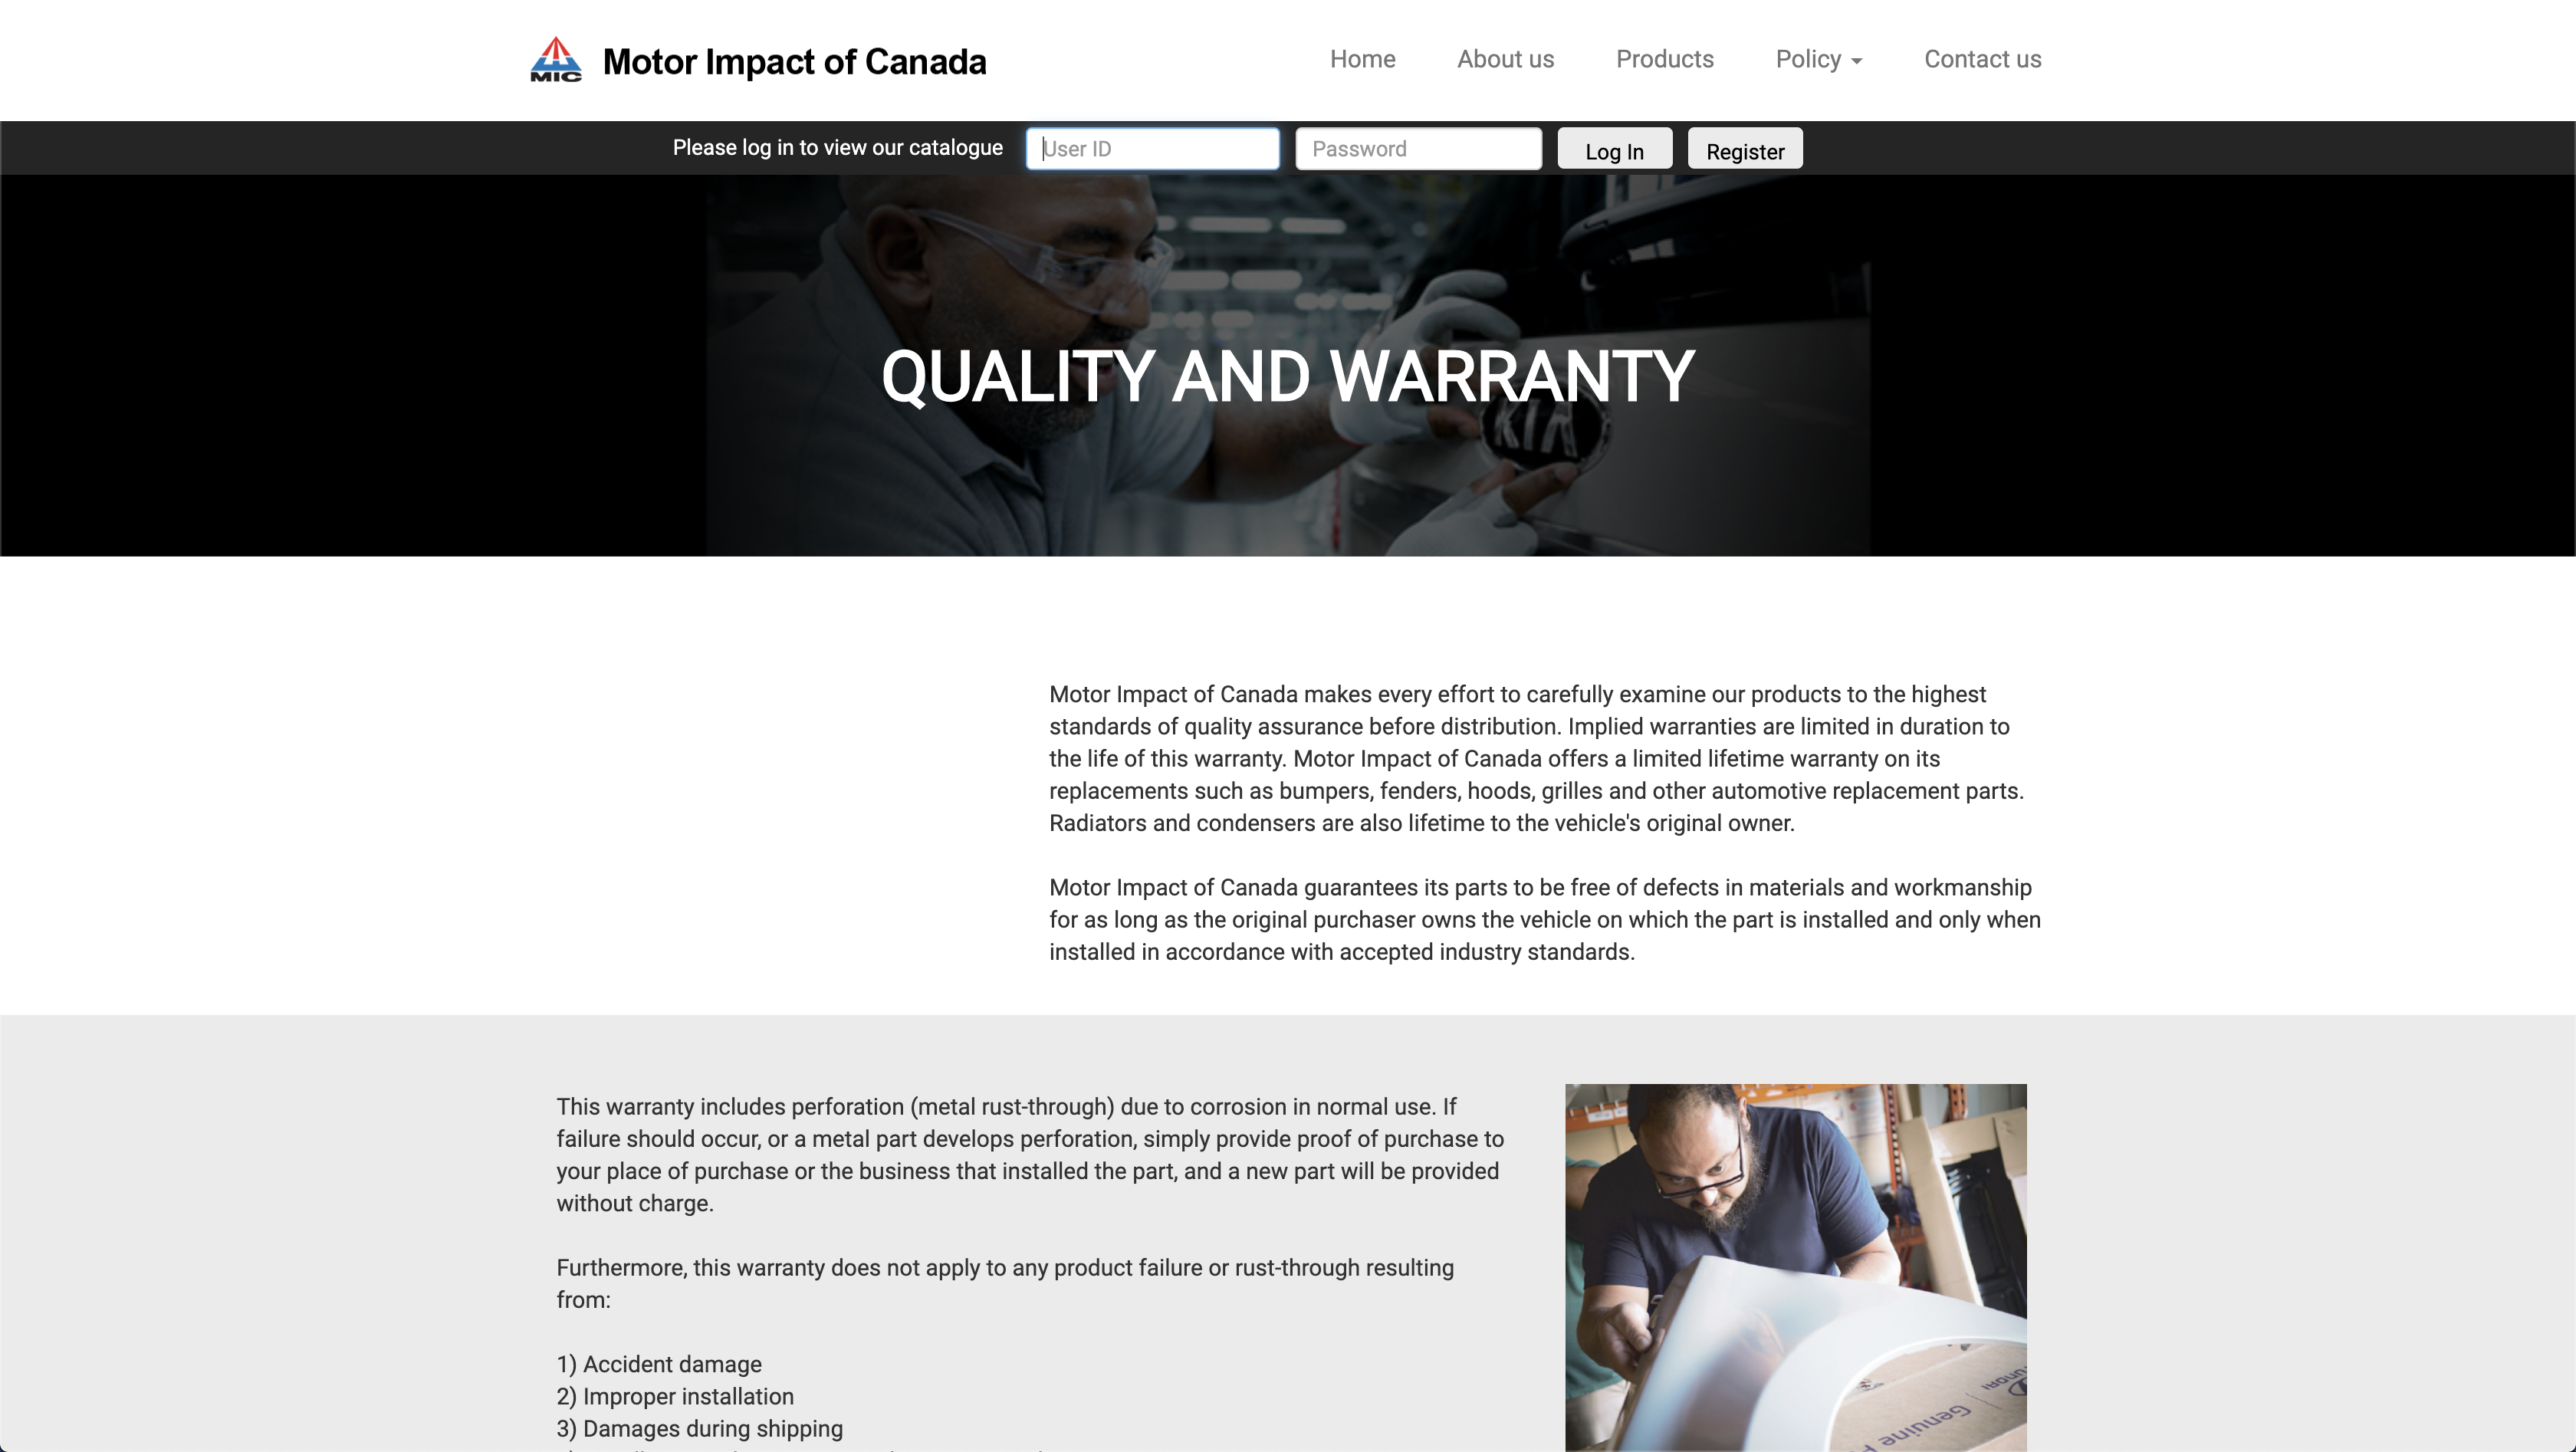 MIC
Motor Impact of Canada
Home
About us
Products
Policy
Contact us
Please log in to view our catalogue
User ID
Password
Log In
Register
KIA
QUALITY AND WARRANTY
Motor Impact of Canada makes every effort to carefully examine our products to the highest
standards of quality assurance before distribution. Implied warranties are limited in duration to
the life of this warranty. Motor Impact of Canada offers a limited lifetime warranty on its
replacements such as bumpers, fenders, hoods, grilles and other automotive replacement parts.
Radiators and condensers are also lifetime to the vehicle's original owner.
Motor Impact of Canada guarantees its parts to be free of defects in materials and workmanship
for as long as the original purchaser owns the vehicle on which the part is installed and only when
installed in accordance with accepted industry standards.
This warranty includes perforation (metal rust-through) due to corrosion in normal use. If
failure should occur, or a metal part develops perforation, simply provide proof of purchase to
your place of purchase or the business that installed the part, and a new part will be provided
without charge.
Furthermore, this warranty does not apply to any product failure or rust-through resulting
from:
1) Accident damage
2) Improper installation
3) Damages during shipping
Genuine